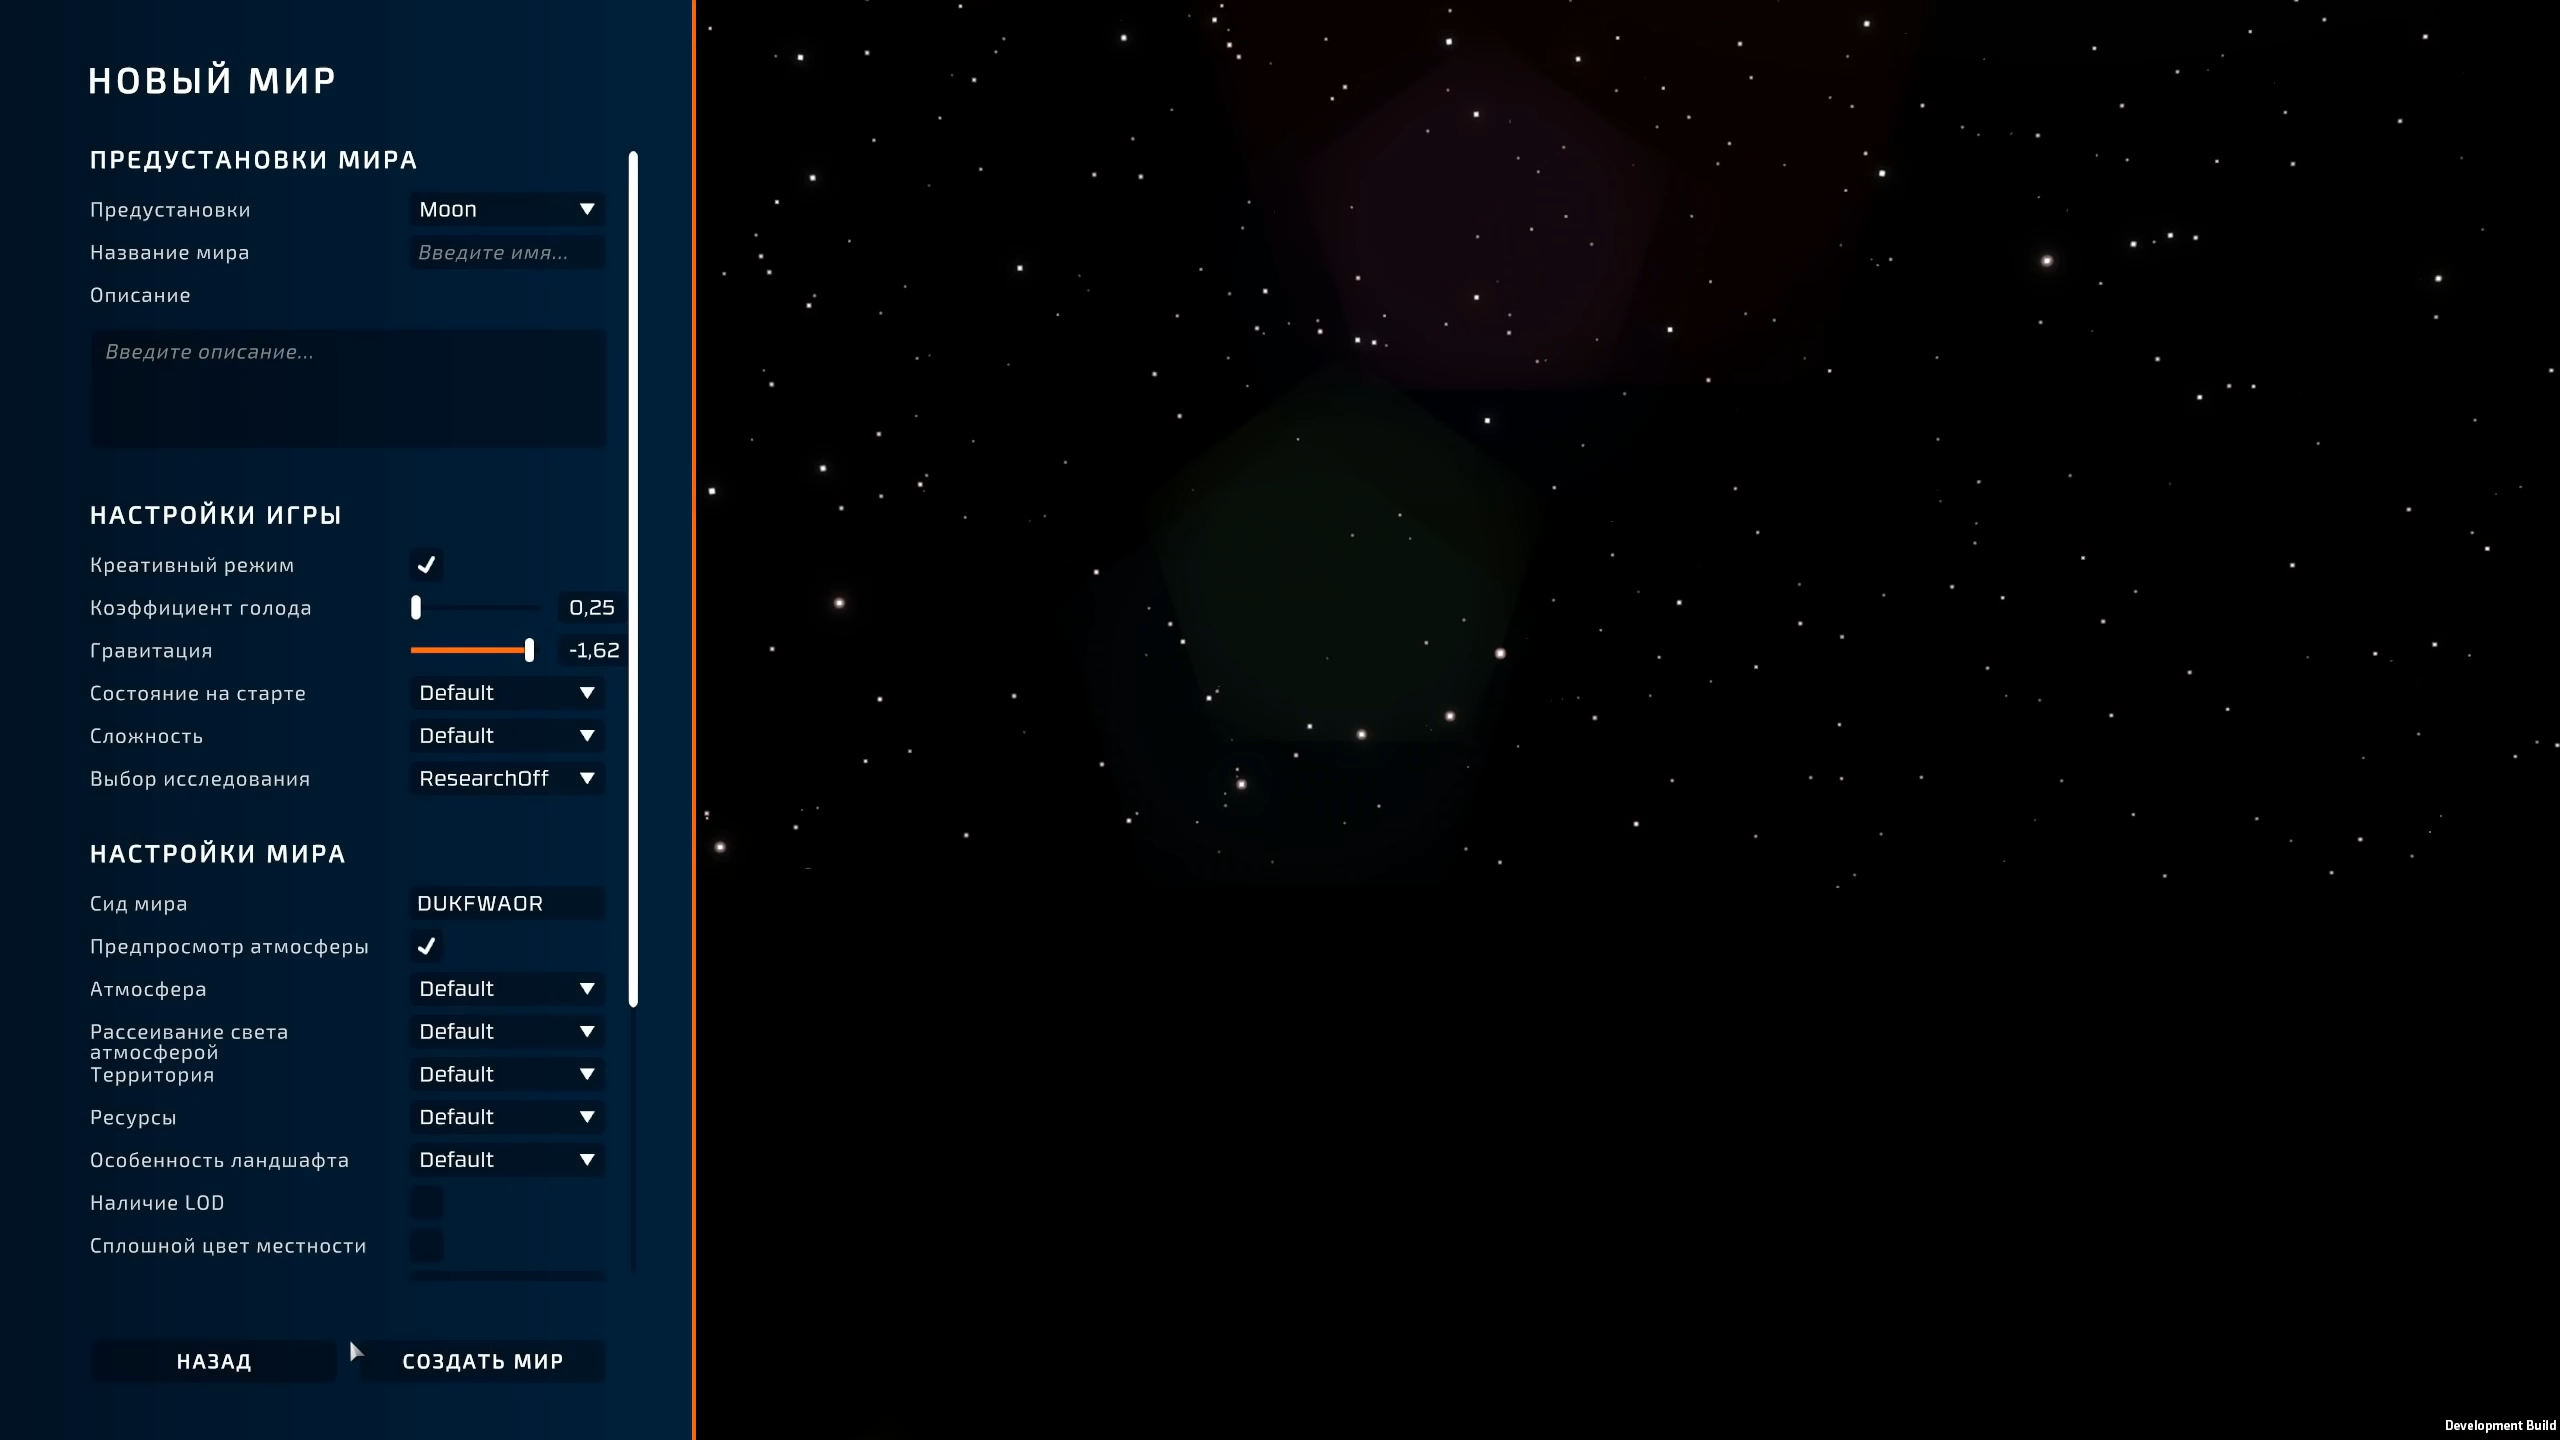 НОВЫЙ МИР
ПРЕДУСТАНОВКИ МИРА
Предустановки Moon
Название мира Введите имя...
Описание
Введите описание...
НАСТРОЙКИ ИГРЫ
Креативный режим
Коэффициент голода 0,25
Гравитация -1,62
Состояние на старте Default
Сложность Default
Выбор исследования ResearchOff
НАСТРОЙКИ МИРА
Сид мира DUKFWAOR
Предпросмотр атмосферы
Атмосфера Default
Рассеивание света Default
атмосферой
Территория Default
Ресурсы Default
Особенность ландшафта Default
Наличие LOD
Сплошной цвет местности
НАЗАД СОЗДАТЬ МИР
Development Build